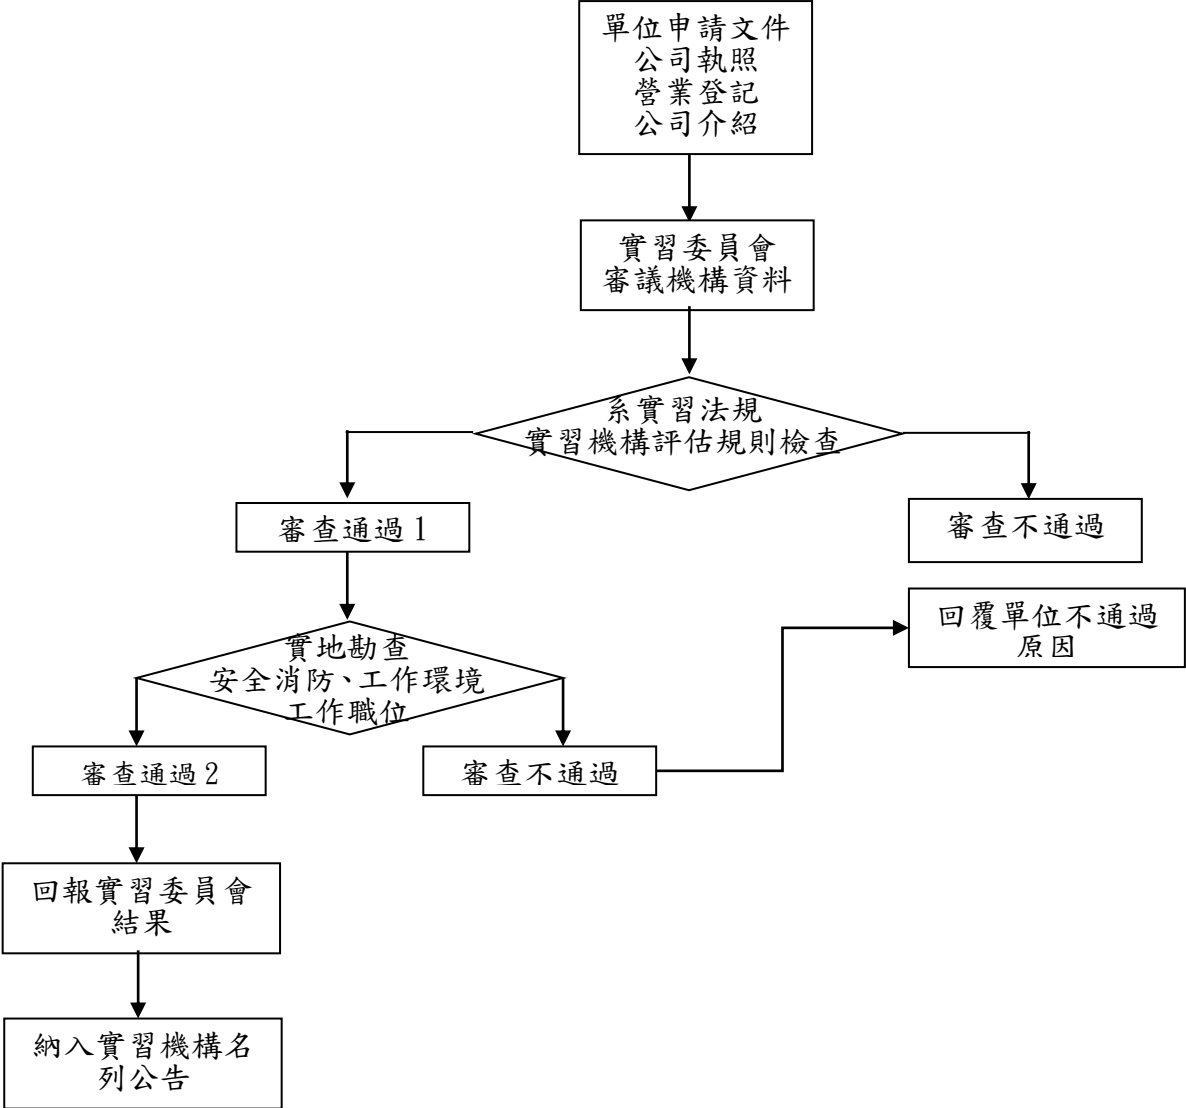 單位申請文件
公司執照
營業登記
公司介紹
實習委員會
審議機構資料
系實習法規
實習機構評估規則檢查
審查通過1
審查不通過
回覆單位不通過
原因
實地勘查
安全消防、工作環境
工作職位
審查通過2
審查不通過
回報實習委員會
結果
納入實習機構名
列公告